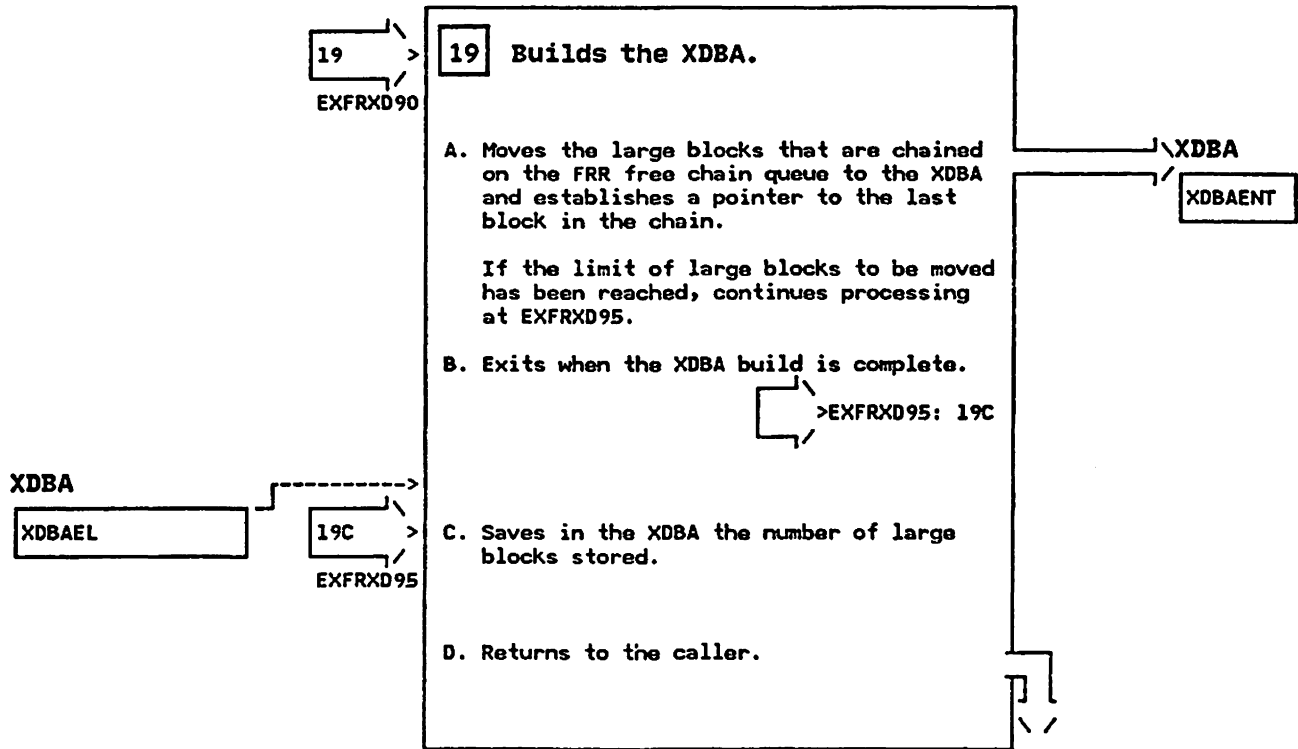 19
EXFRXD90
19 Builds the XDBA.
A. Moves the large blocks that are chained
on the FRR free chain queue to the XDBA
and establishes a pointer to the last
block in the chain.
XDBA
XDBAENT
If the limit of large blocks to be moved
has been reached, continues processing
at EXFRXD95.
B. Exits when the XDBA build is complete.
>EXFRXD95: 19C
XDBA
XDBAEL
19C
EXFRXD95
C. Saves in the XDBA the number of large
blocks stored.
D. Returns to the caller.